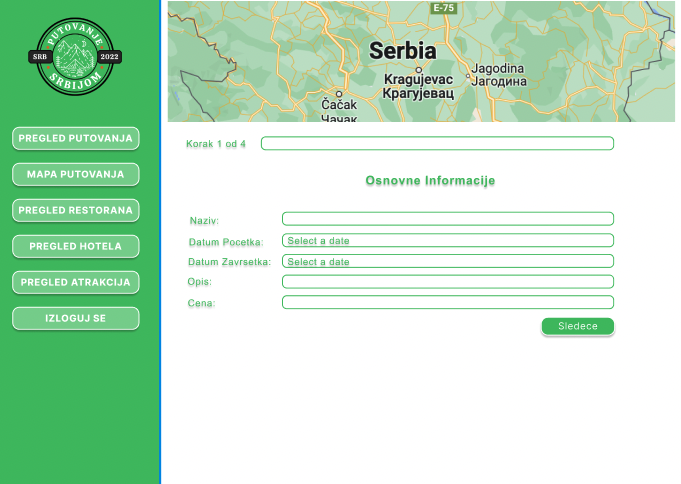 PUTOVANJE
SRB 2022
SRBIJOM
PREGLED PUTOVANJA
MAPA PUTOVANJA
PREGLED RESTORANA
PREGLED HOTELA
PREGLED ATRAKCIJA
IZLOGUJ SE
E-75
Serbia
Kragujevac
Крагујевац
Jagodina
Јагодина
Čačak
Чачак
Korak 1 od 4
Osnovne Informacije
Naziv:
Datum Pocetka: Select a date
Datum Zavrsetka: Select a date
Opis:
Cena:
Sledece